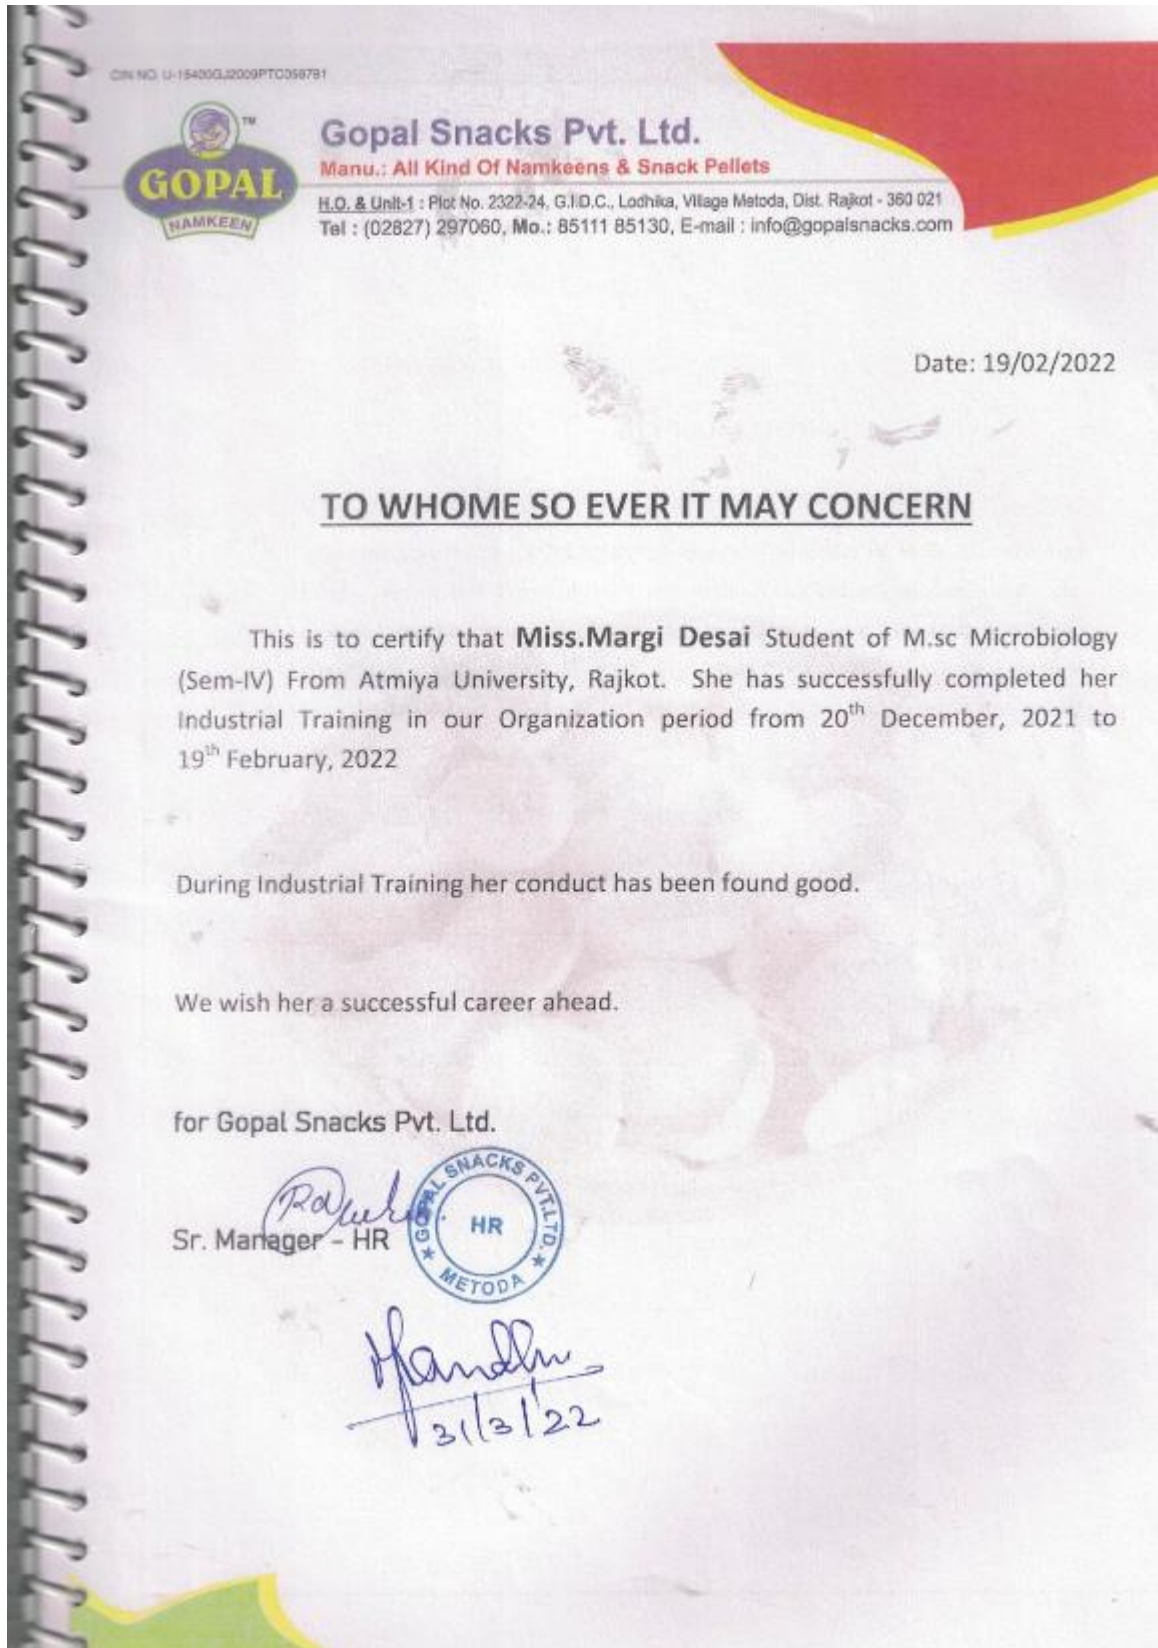 CIN NO. U-15400GJ2009PTC058781
GOPAL
NAMKEEN
TM
Gopal Snacks Pvt. Ltd.
Manu.: All Kind Of Namkeens & Snack Pellets
H.O. & Unit-1 : Plot No. 2322-24, G.I.D.C., Lodhika, Village Metoda, Dist. Rajkot - 360 021
Tel : (02827) 297060, Mo.: 85111 85130, E-mail : info@gopalsnacks.com
Date: 19/02/2022
TO WHOME SO EVER IT MAY CONCERN
This is to certify that Miss.Margi Desai Student of M.sc Microbiology
(Sem-IV) From Atmiya University, Rajkot. She has successfully completed her
Industrial Training in our Organization period from 20th December, 2021 to
19th February, 2022
During Industrial Training her conduct has been found good.
We wish her a successful career ahead.
for Gopal Snacks Pvt. Ltd.
Sr. Manager – HR
★ GOPAL SNACKS PVT.LTD. ★
HR
METODA
31/3/22